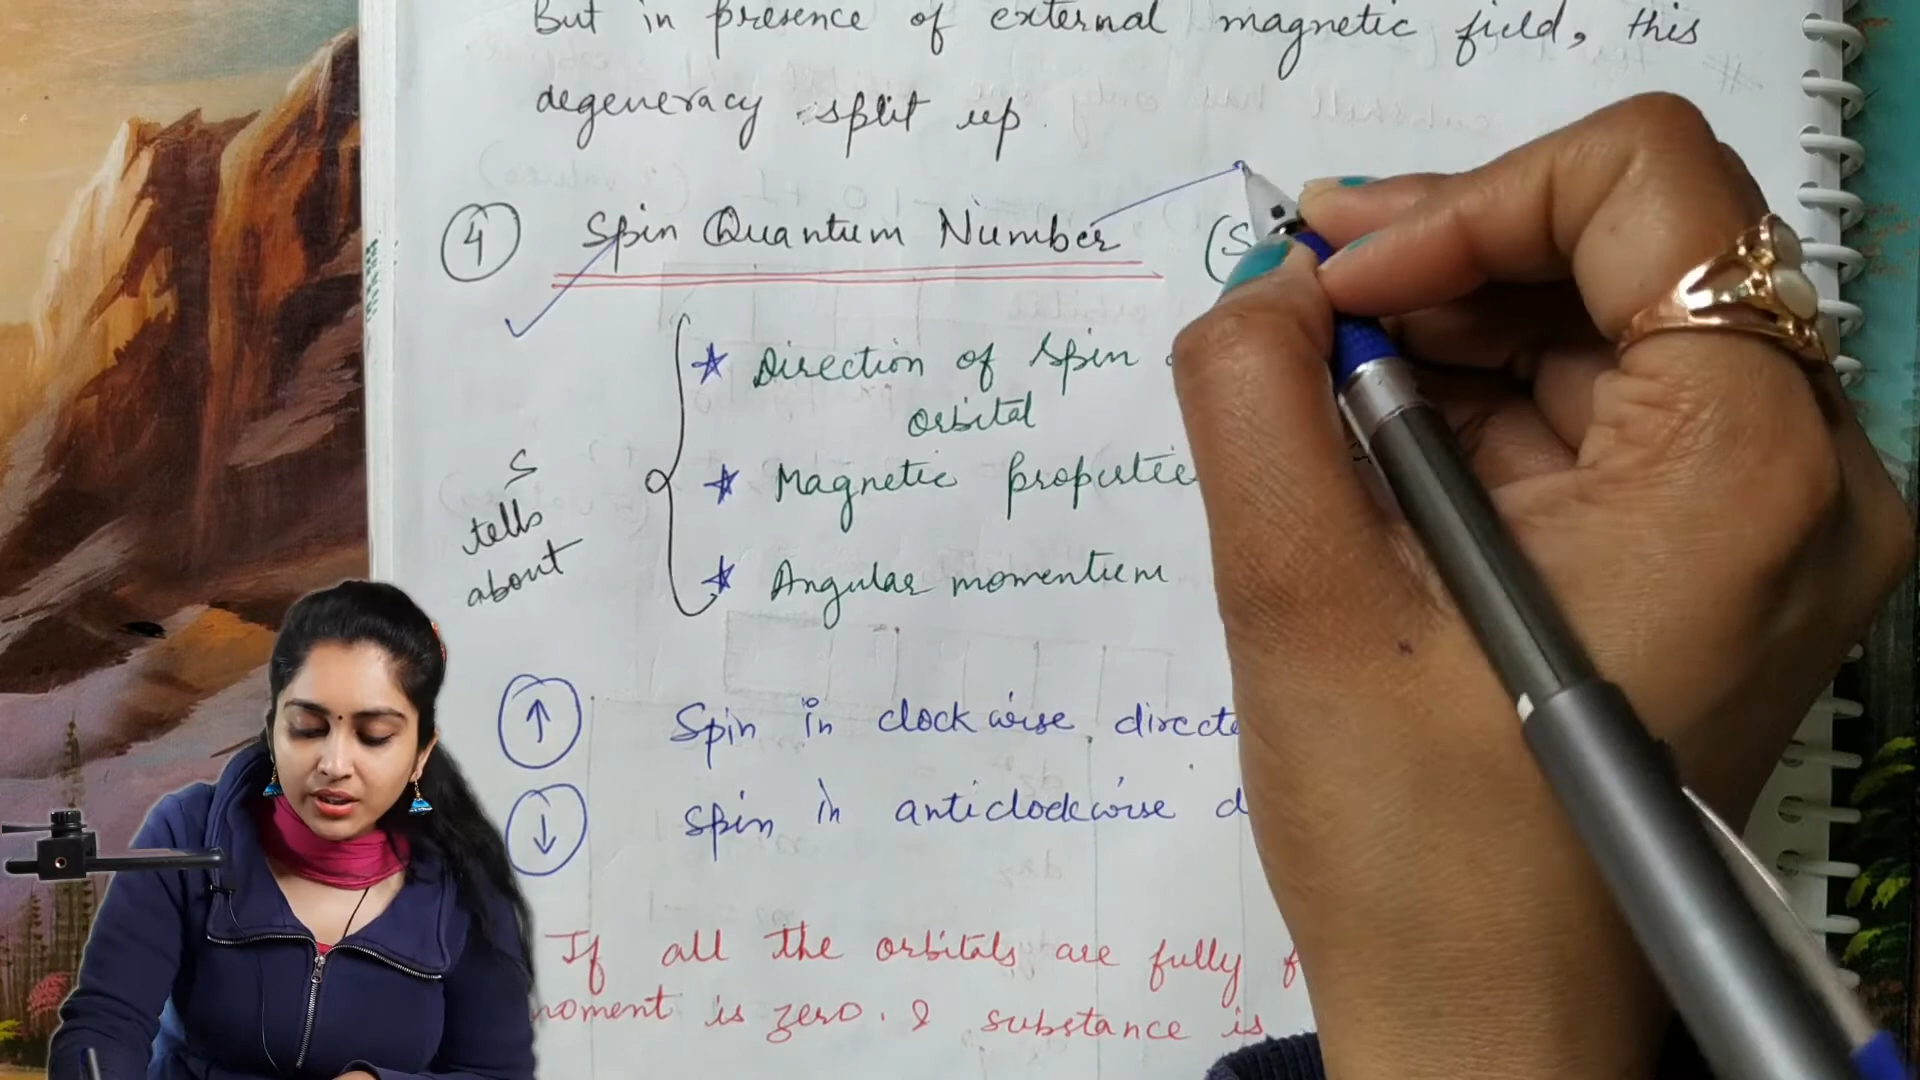 But in presence of external magnetic field, this
degeneracy split up.
4 Spin Quantum Number (S
★ Direction of spin
orbital
★ Magnetic propertie
★ Angular momentum
s
tells
about
↑ Spin in clockwise directi
↓ spin in anticlockwise d
If all the orbitals are fully f
moment is zero. & substance is